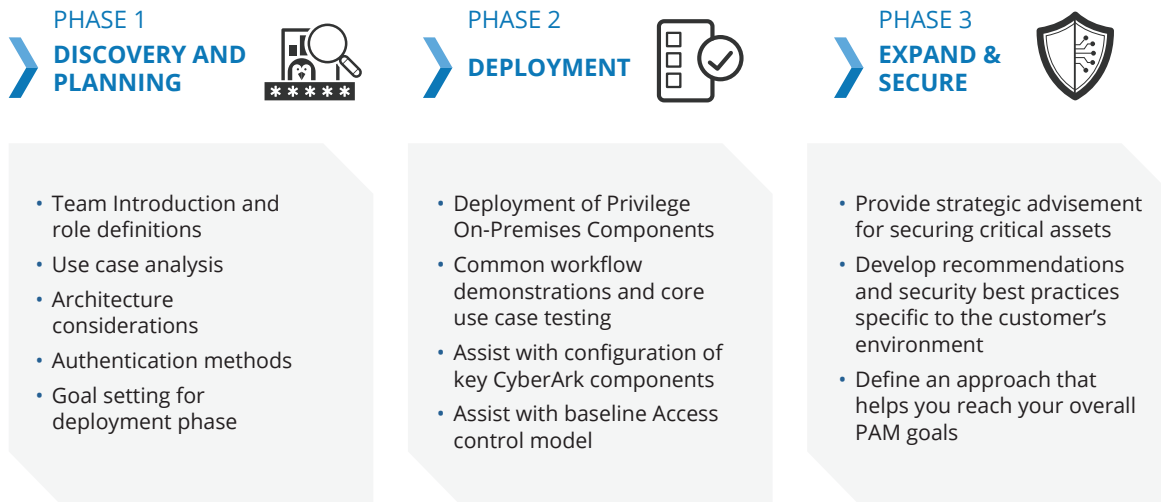 PHASE 1
DISCOVERY AND
PLANNING
*****
• Team Introduction and
role definitions
• Use case analysis
• Architecture
considerations
• Authentication methods
• Goal setting for
deployment phase
PHASE 2
DEPLOYMENT
• Deployment of Privilege
On-Premises Components
• Common workflow
demonstrations and core
use case testing
• Assist with configuration of
key CyberArk components
• Assist with baseline Access
control model
PHASE 3
EXPAND &
SECURE
• Provide strategic advisement
for securing critical assets
• Develop recommendations
and security best practices
specific to the customer’s
environment
• Define an approach that
helps you reach your overall
PAM goals